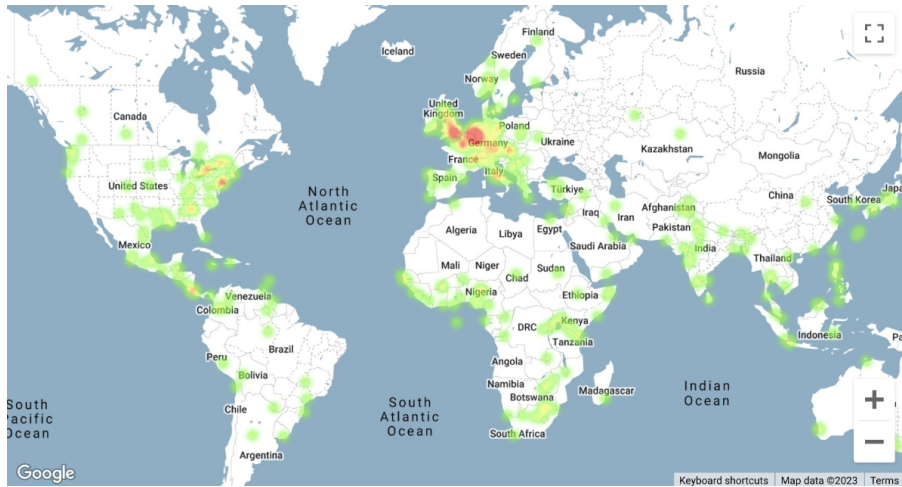 Finland
Iceland
Sweden
Norway
Russia
Canada
United
Kingdom
Poland
Germany
Ukraine
Kazakhstan
France
Mongolia
Italy
Spain
United States
North
Atlantic
Ocean
Türkiye
China
South Korea
Japa
Afghanistan
Iraq
Iran
Pakistan
Algeria
Libya
Egypt
Mexico
Saudi Arabia
India
Thailand
Mali
Niger
Chad
Sudan
Venezuela
Nigeria
Ethiopia
Colombia
DRC
Kenya
Indonesia
Pa
Tanzania
Peru
Brazil
Angola
Bolivia
Namibia
Botswana
Madagascar
Indian
Ocean
South
Pacific
Ocean
Chile
South
Atlantic
Ocean
South Africa
Argentina
Google
Keyboard shortcuts
Map data ©2023
Terms